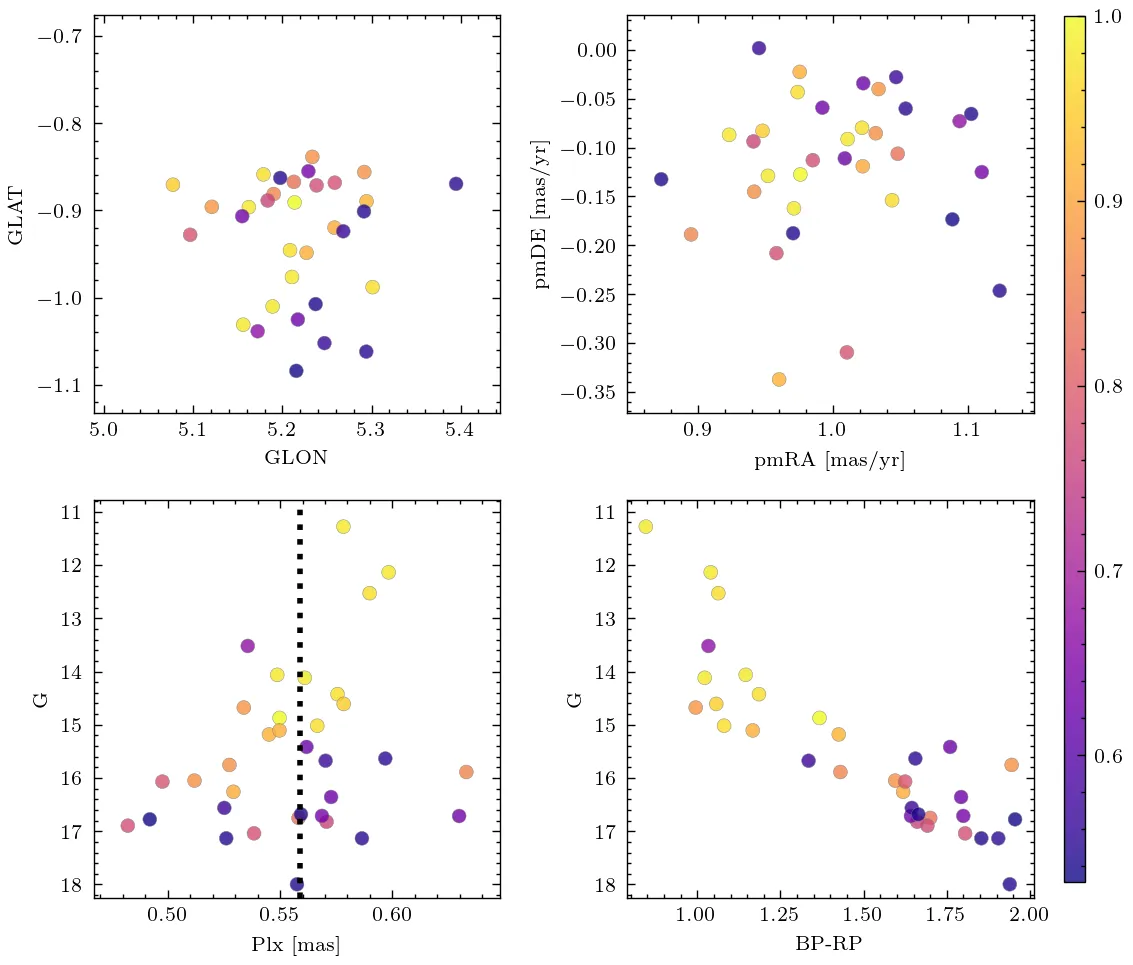 −0.7
−0.8
−0.9
−1.0
−1.1
GLAT
5.0 5.1 5.2 5.3 5.4
GLON
0.00
−0.05
−0.10
−0.15
−0.20
−0.25
−0.30
−0.35
pmDE [mas/yr]
0.9 1.0 1.1
pmRA [mas/yr]
11
12
13
14
15
16
17
18
G
0.50 0.55 0.60
Plx [mas]
11
12
13
14
15
16
17
18
G
1.00 1.25 1.50 1.75 2.00
BP-RP
1.0
0.9
0.8
0.7
0.6